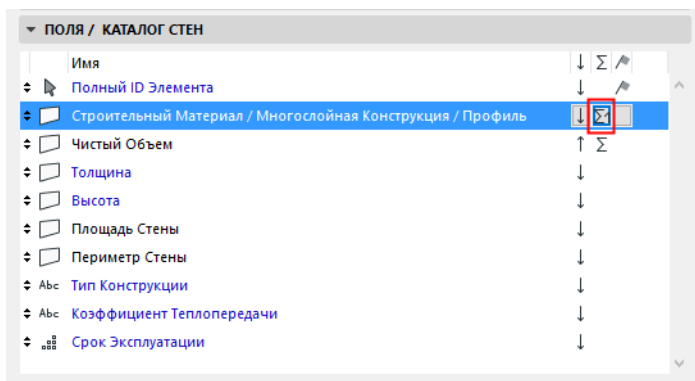 ПОЛЯ / КАТАЛОГ СТЕН
Имя ↓ Σ
Полный ID Элемента ↓
Строительный Материал / Многослойная Конструкция / Профиль ↓ Σ1
Чистый Объем ↑ Σ
Толщина ↓
Высота ↓
Площадь Стены ↓
Периметр Стены ↓
Abc Тип Конструкции ↓
Abc Коэффициент Теплопередачи ↓
Срок Эксплуатации ↓